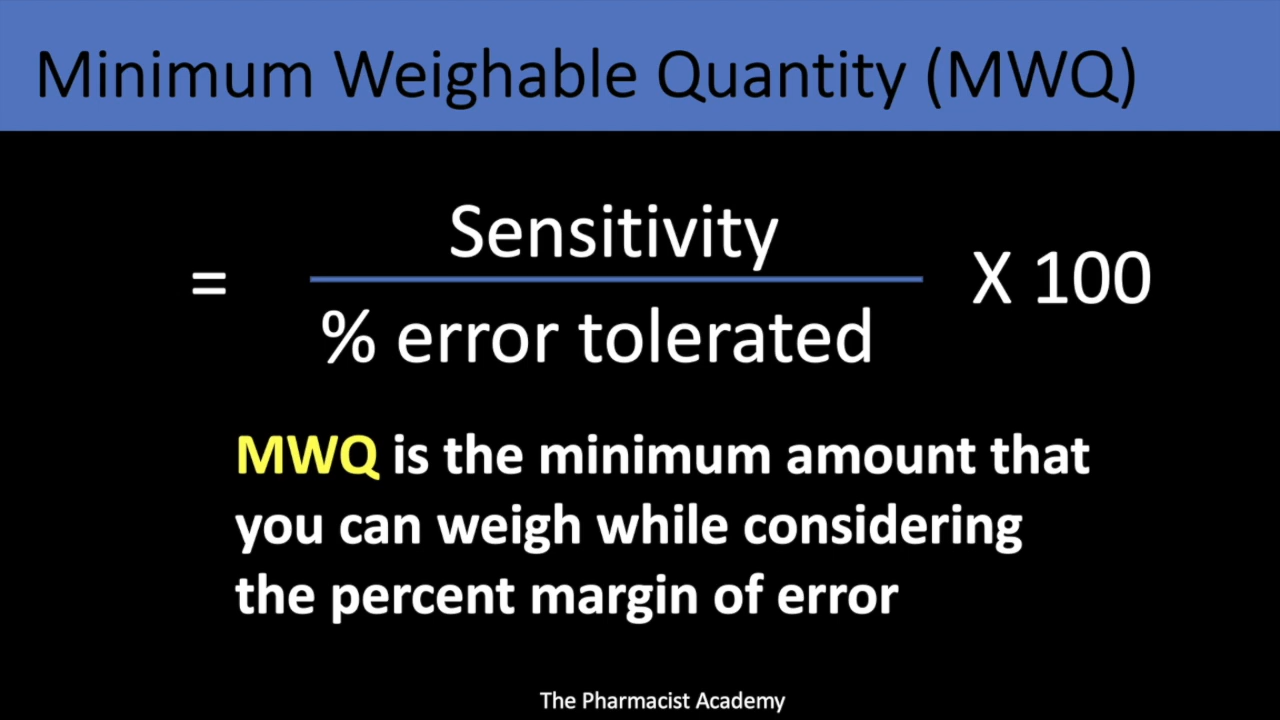 Minimum Weighable Quantity (MWQ)
Sensitivity
= X 100
% error tolerated
MWQ is the minimum amount that
you can weigh while considering
the percent margin of error
The Pharmacist Academy